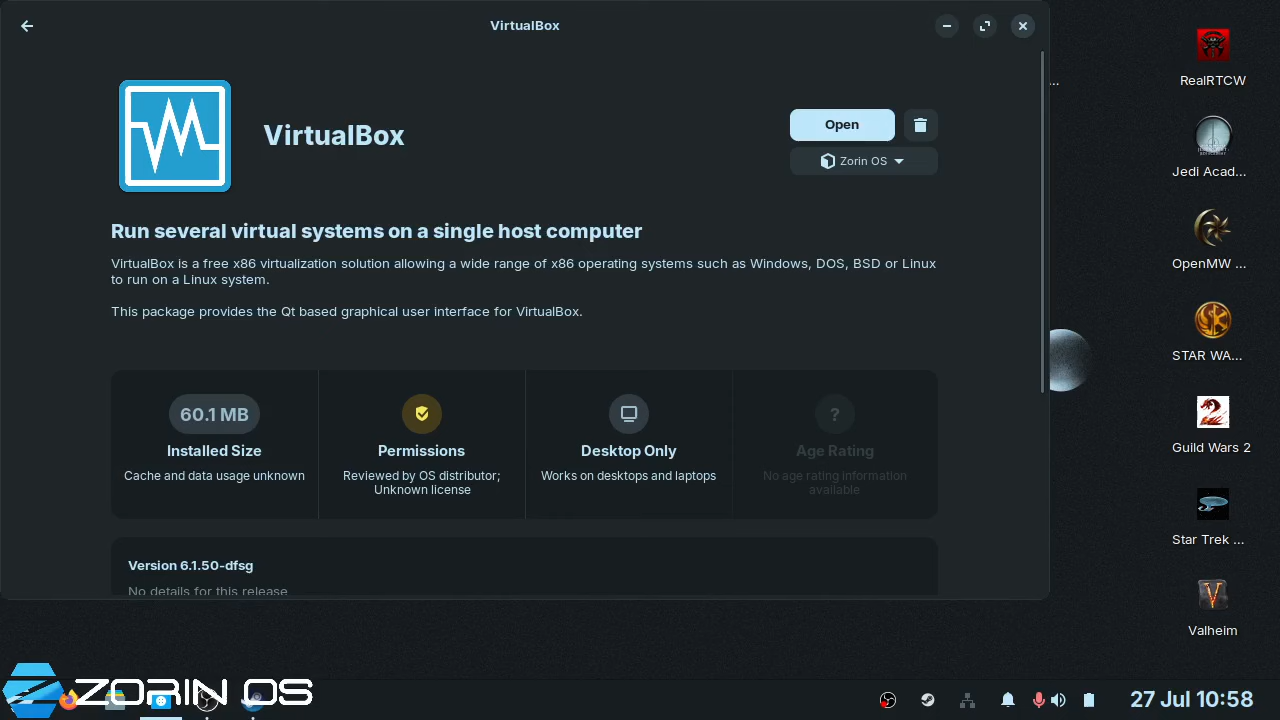 VirtualBox
VirtualBox
Open
Zorin OS
Run several virtual systems on a single host computer
VirtualBox is a free x86 virtualization solution allowing a wide range of x86 operating systems such as Windows, DOS, BSD or Linux
to run on a Linux system.
This package provides the Qt based graphical user interface for VirtualBox.
60.1 MB
Installed Size
Cache and data usage unknown
Permissions
Reviewed by OS distributor;
Unknown license
Desktop Only
Works on desktops and laptops
?
Age Rating
No age rating information
available
Version 6.1.50-dfsg
No details for this release
...
RealRTCW
Jedi Acad...
OpenMW ...
STAR WA...
Guild Wars 2
Star Trek ...
Valheim
ZORIN OS
27 Jul 10:58